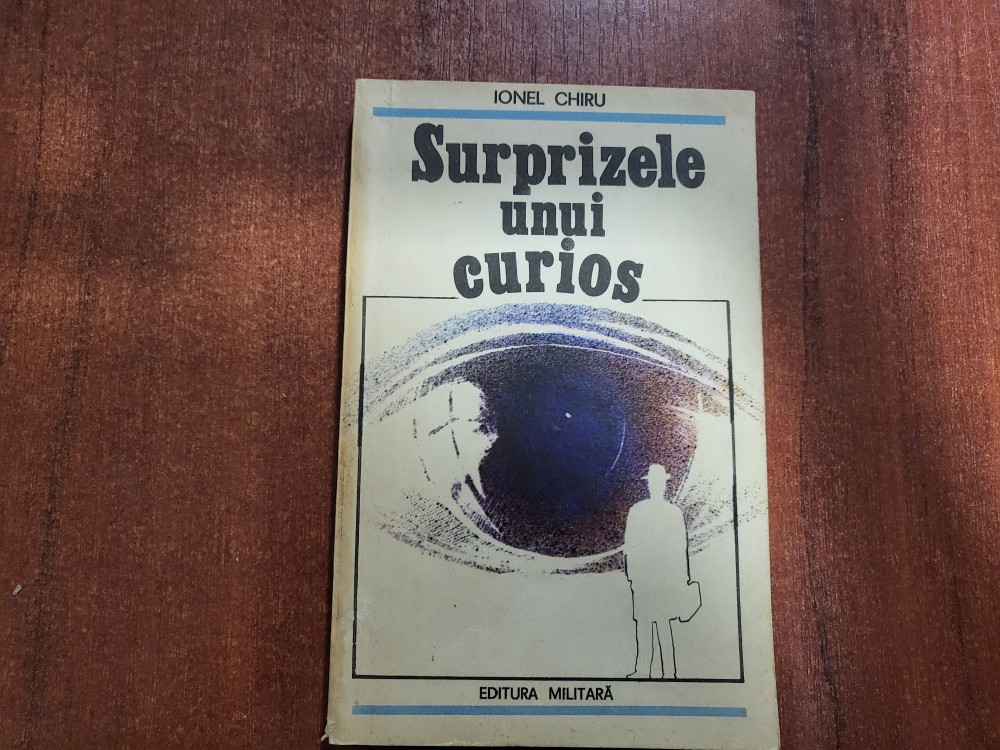 IONEL CHIRU
Surprizele
unui
curios
EDITURA MILITARĂ